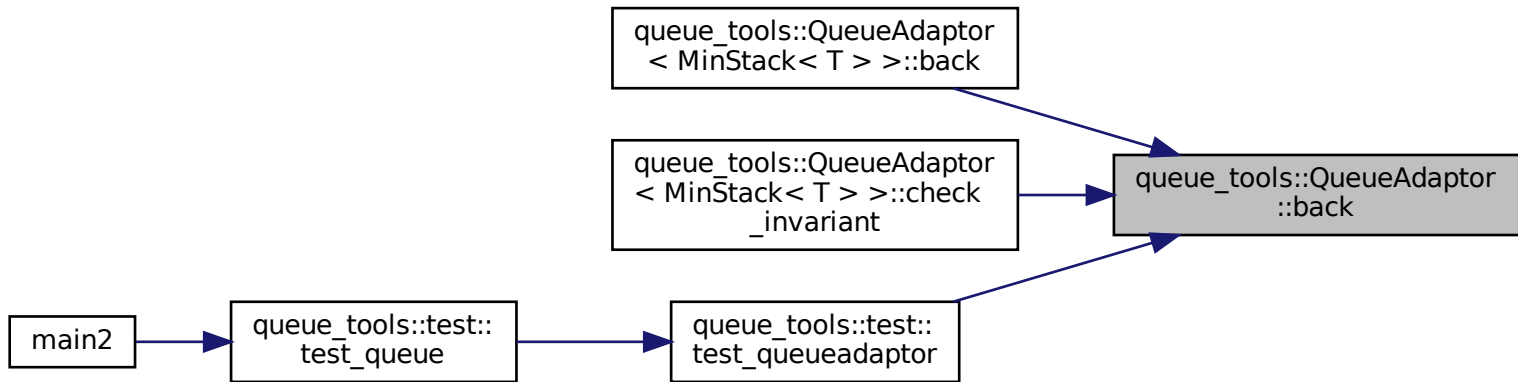 queue_tools::QueueAdaptor
< MinStack< T > >::back
queue_tools::QueueAdaptor
< MinStack< T > >::check
_invariant
queue_tools::QueueAdaptor
::back
main2
queue_tools::test::
test_queue
queue_tools::test::
test_queueadaptor